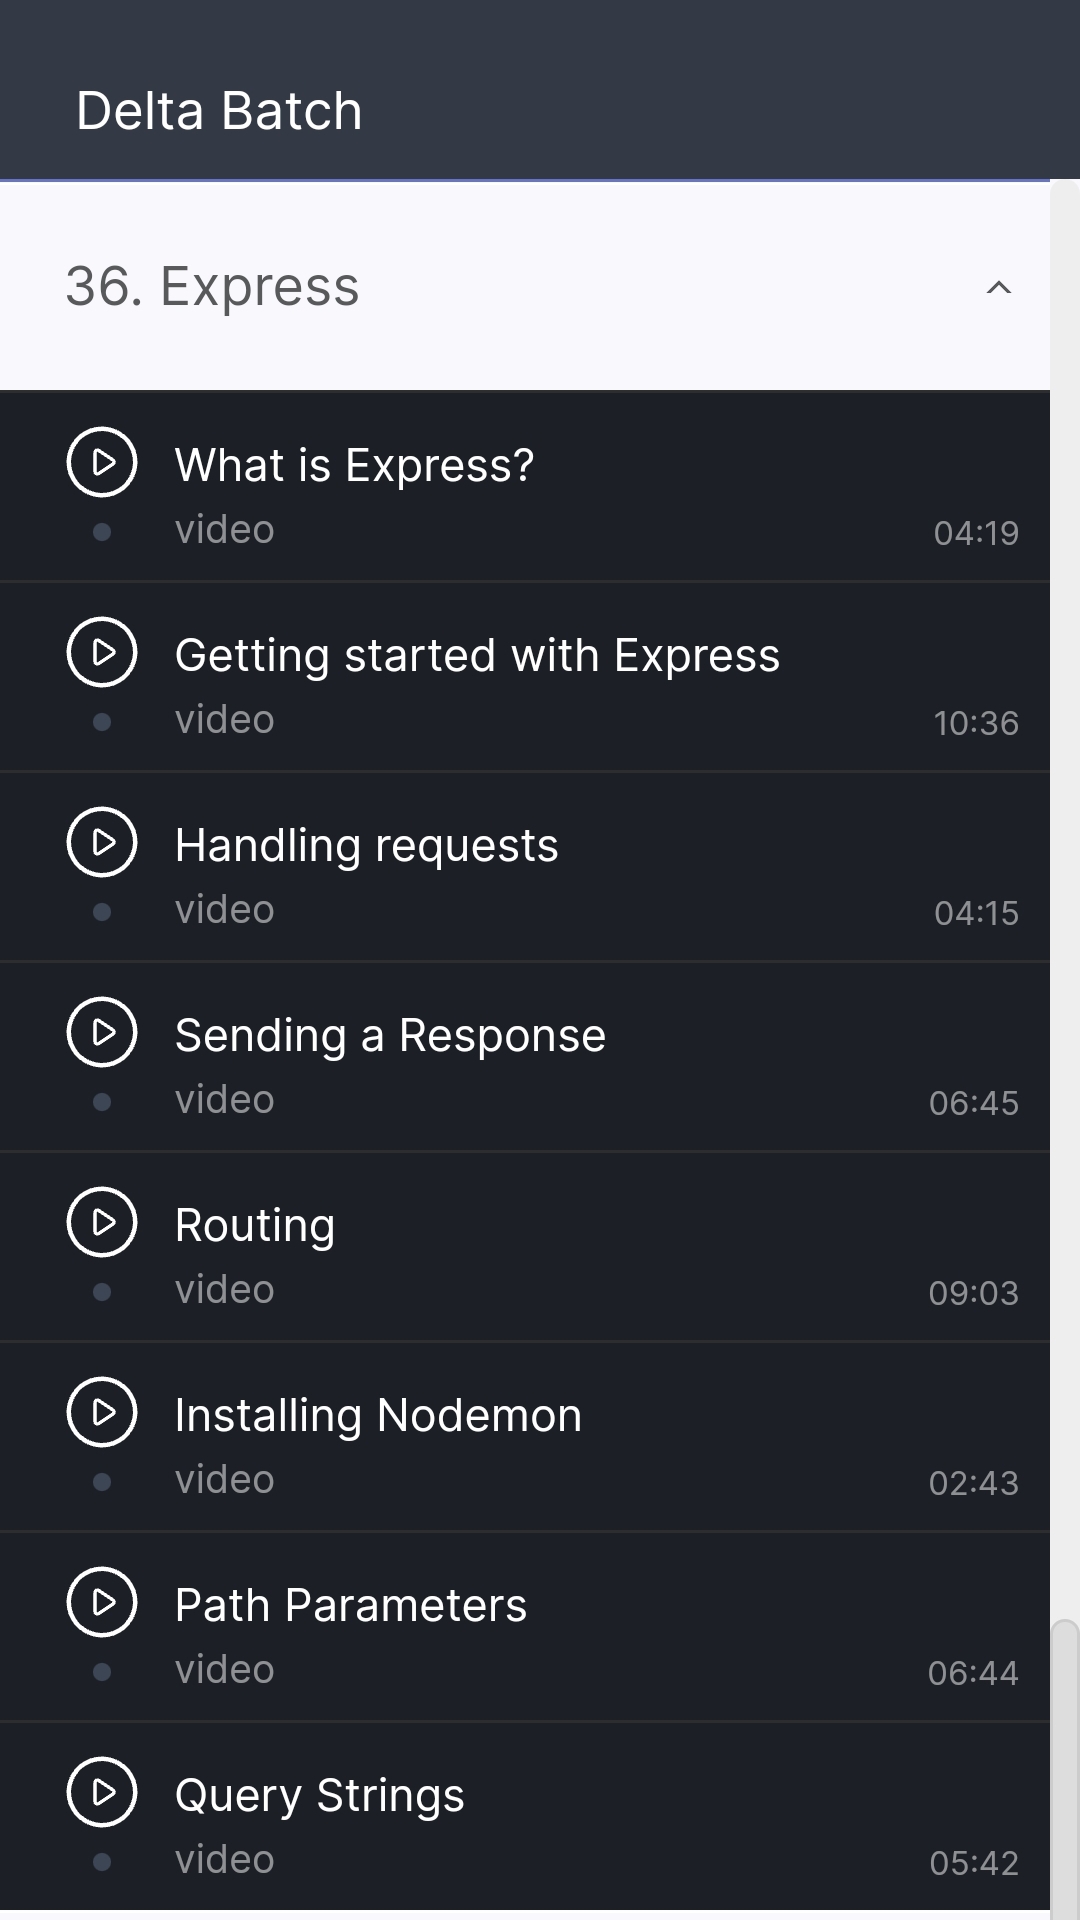 Delta Batch
36. Express
What is Express?
video
04:19
Getting started with Express
video
10:36
Handling requests
video
04:15
Sending a Response
video
06:45
Routing
video
09:03
Installing Nodemon
video
02:43
Path Parameters
video
06:44
Query Strings
video
05:42